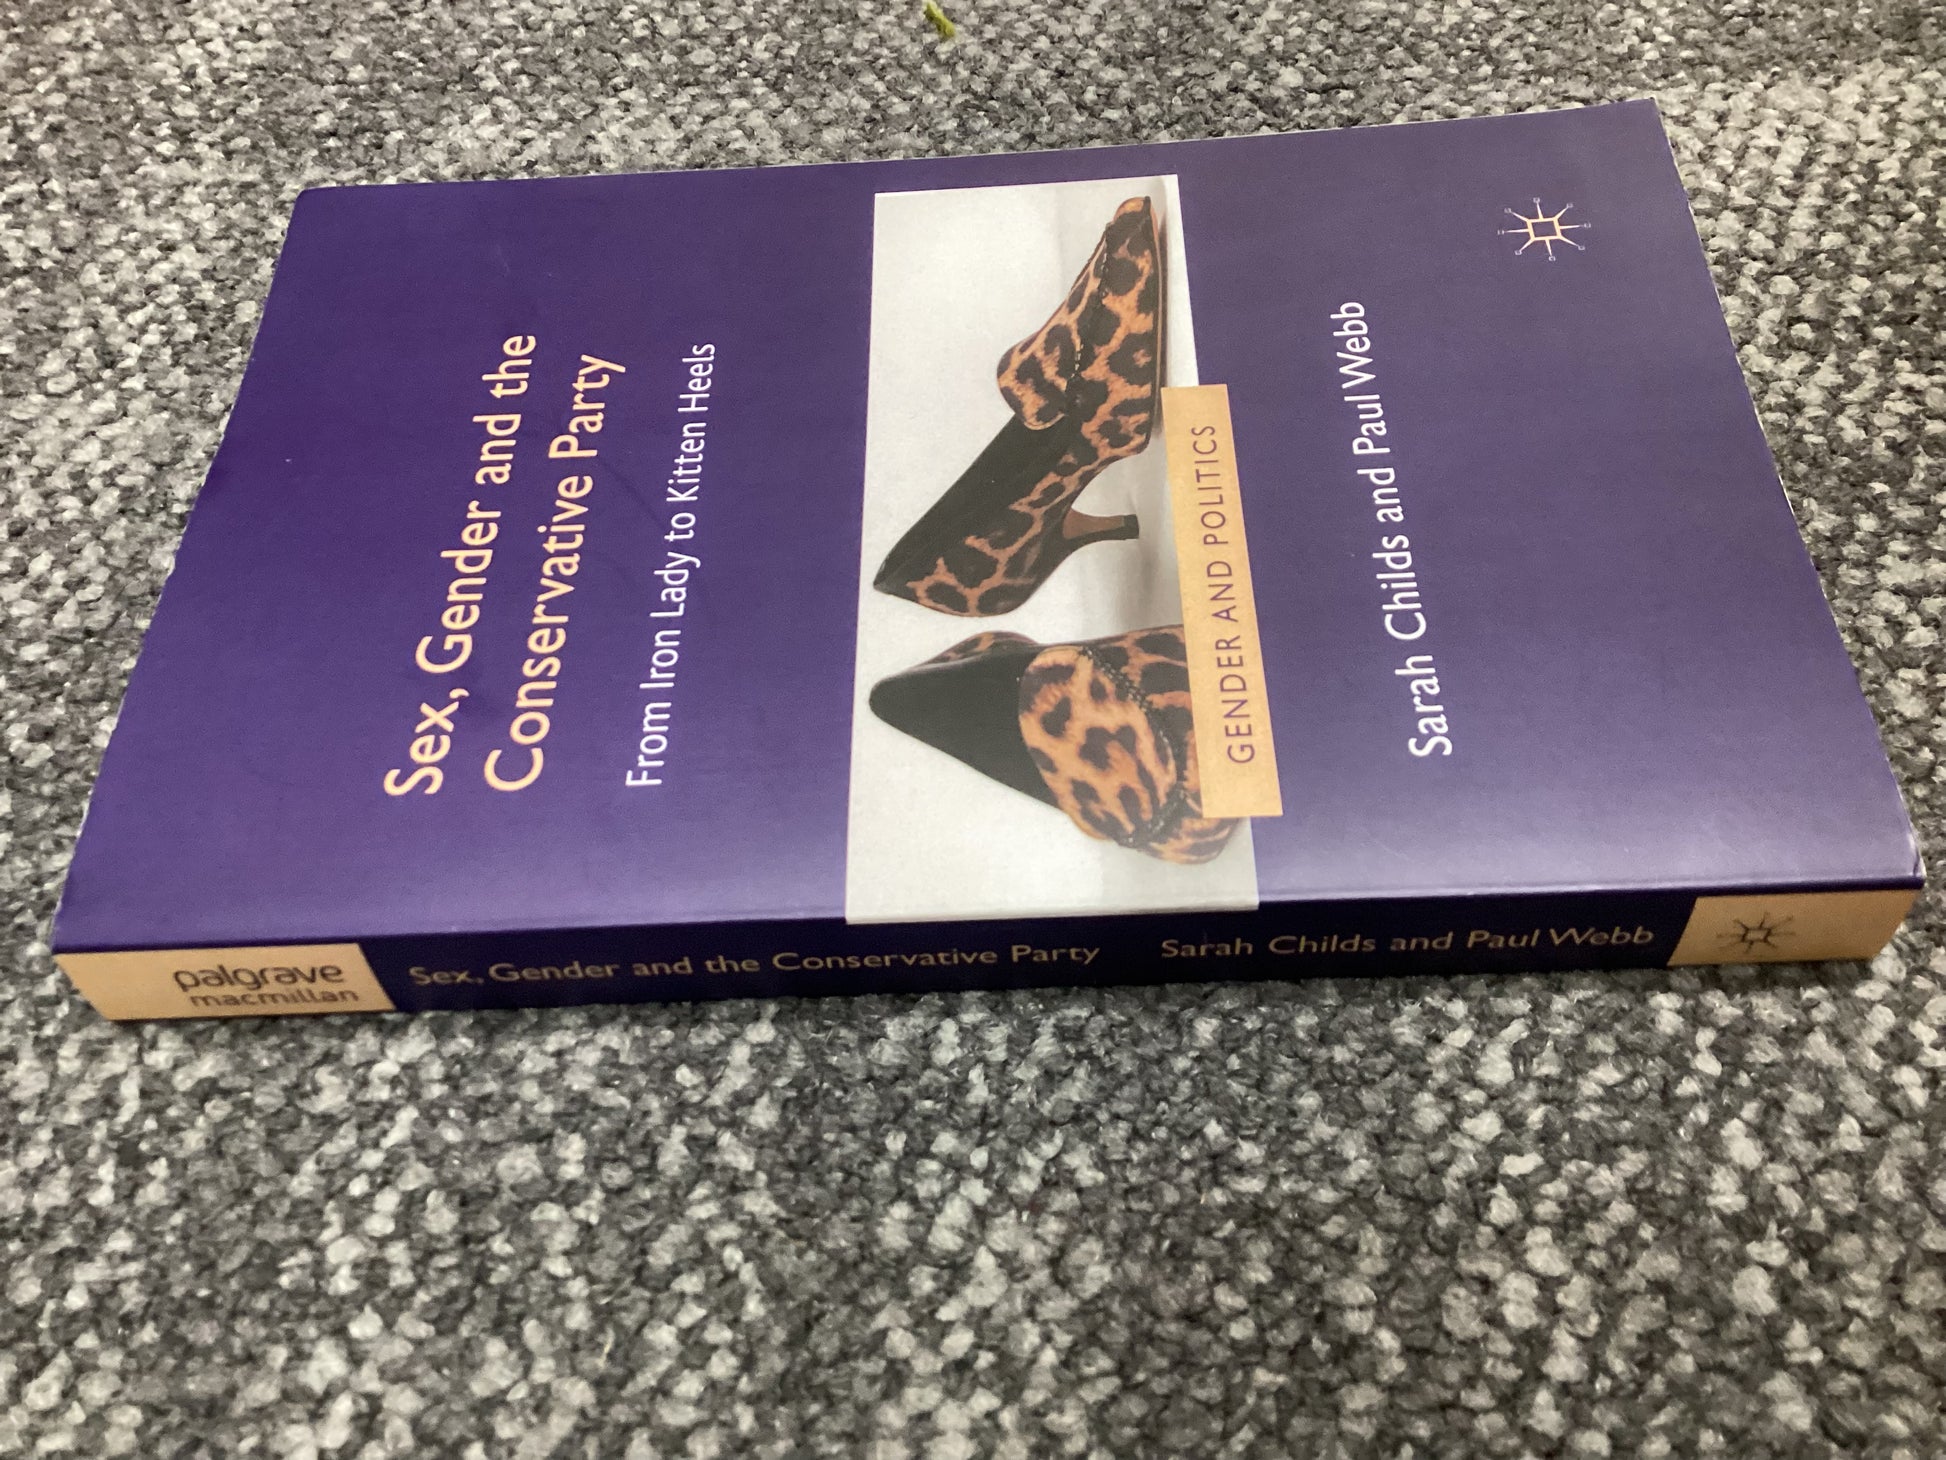 Sex, Gender and the
Conservative Party
From Iron Lady to Kitten Heels
GENDER AND POLITICS
Sarah Childs and Paul Webb
palgrave
macmillan
Sex, Gender and the Conservative Party
Sarah Childs and Paul Webb